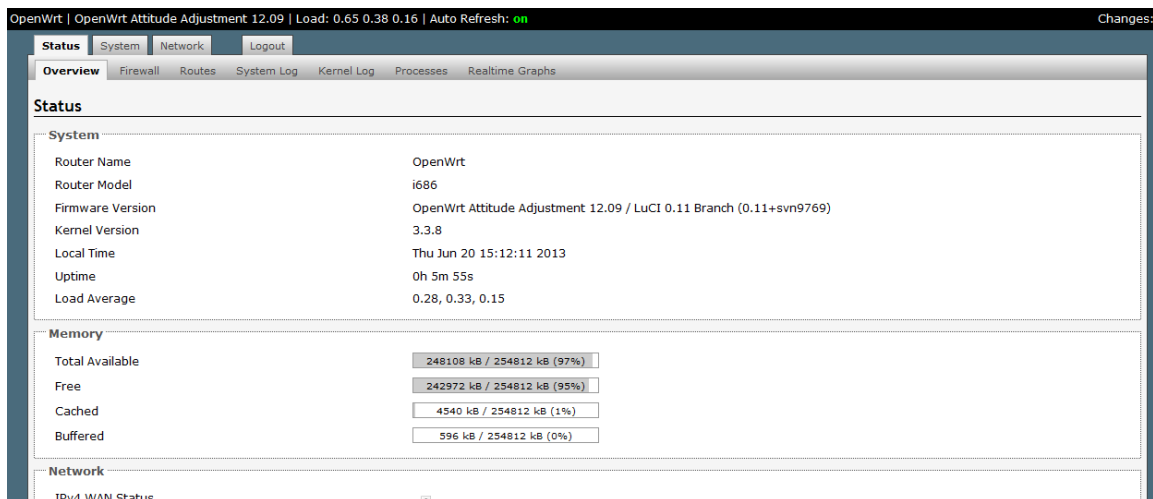 OpenWrt | OpenWrt Attitude Adjustment 12.09 | Load: 0.65 0.38 0.16 | Auto Refresh: on Changes:
Status System Network Logout
Overview Firewall Routes System Log Kernel Log Processes Realtime Graphs
Status
System
Router Name OpenWrt
Router Model i686
Firmware Version OpenWrt Attitude Adjustment 12.09 / LuCI 0.11 Branch (0.11+svn9769)
Kernel Version 3.3.8
Local Time Thu Jun 20 15:12:11 2013
Uptime 0h 5m 55s
Load Average 0.28, 0.33, 0.15
Memory
Total Available 248108 kB / 254812 kB (97%)
Free 242972 kB / 254812 kB (95%)
Cached 4540 kB / 254812 kB (1%)
Buffered 596 kB / 254812 kB (0%)
Network
IPv4 WAN Status